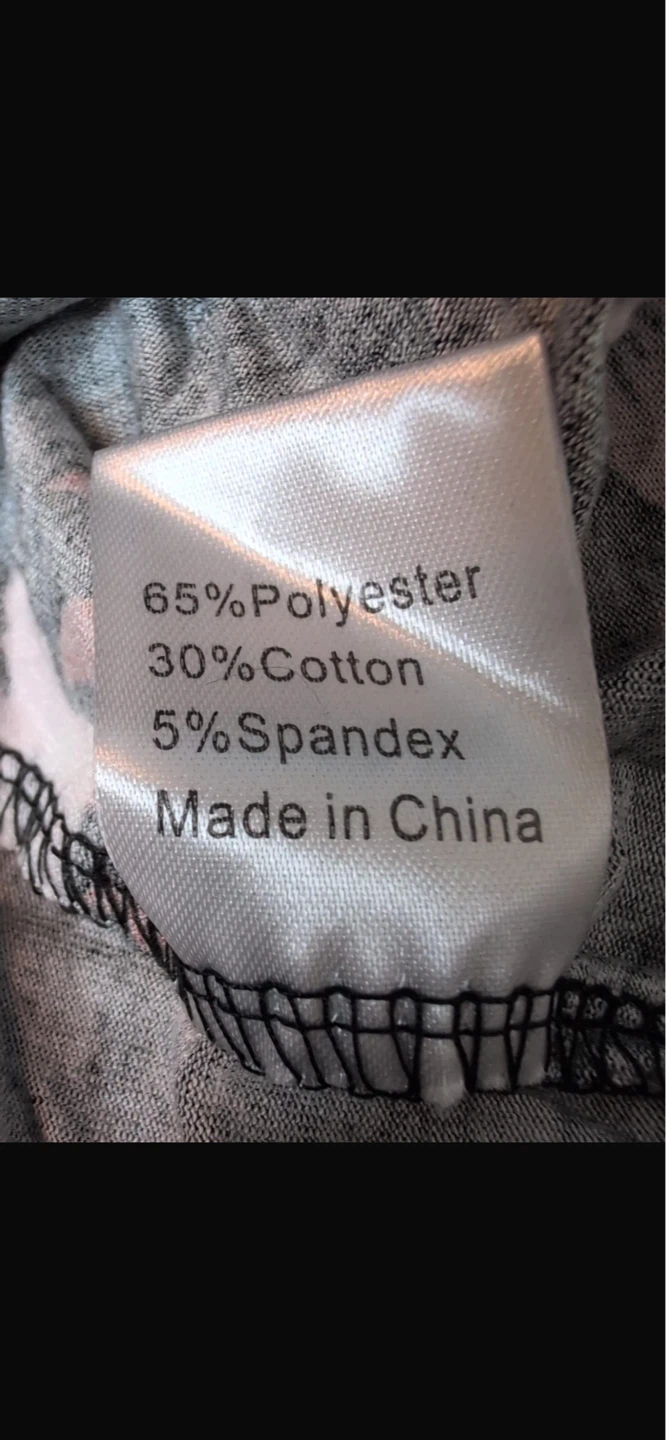 65%Polyester
30%Cotton
5%Spandex
Made in China